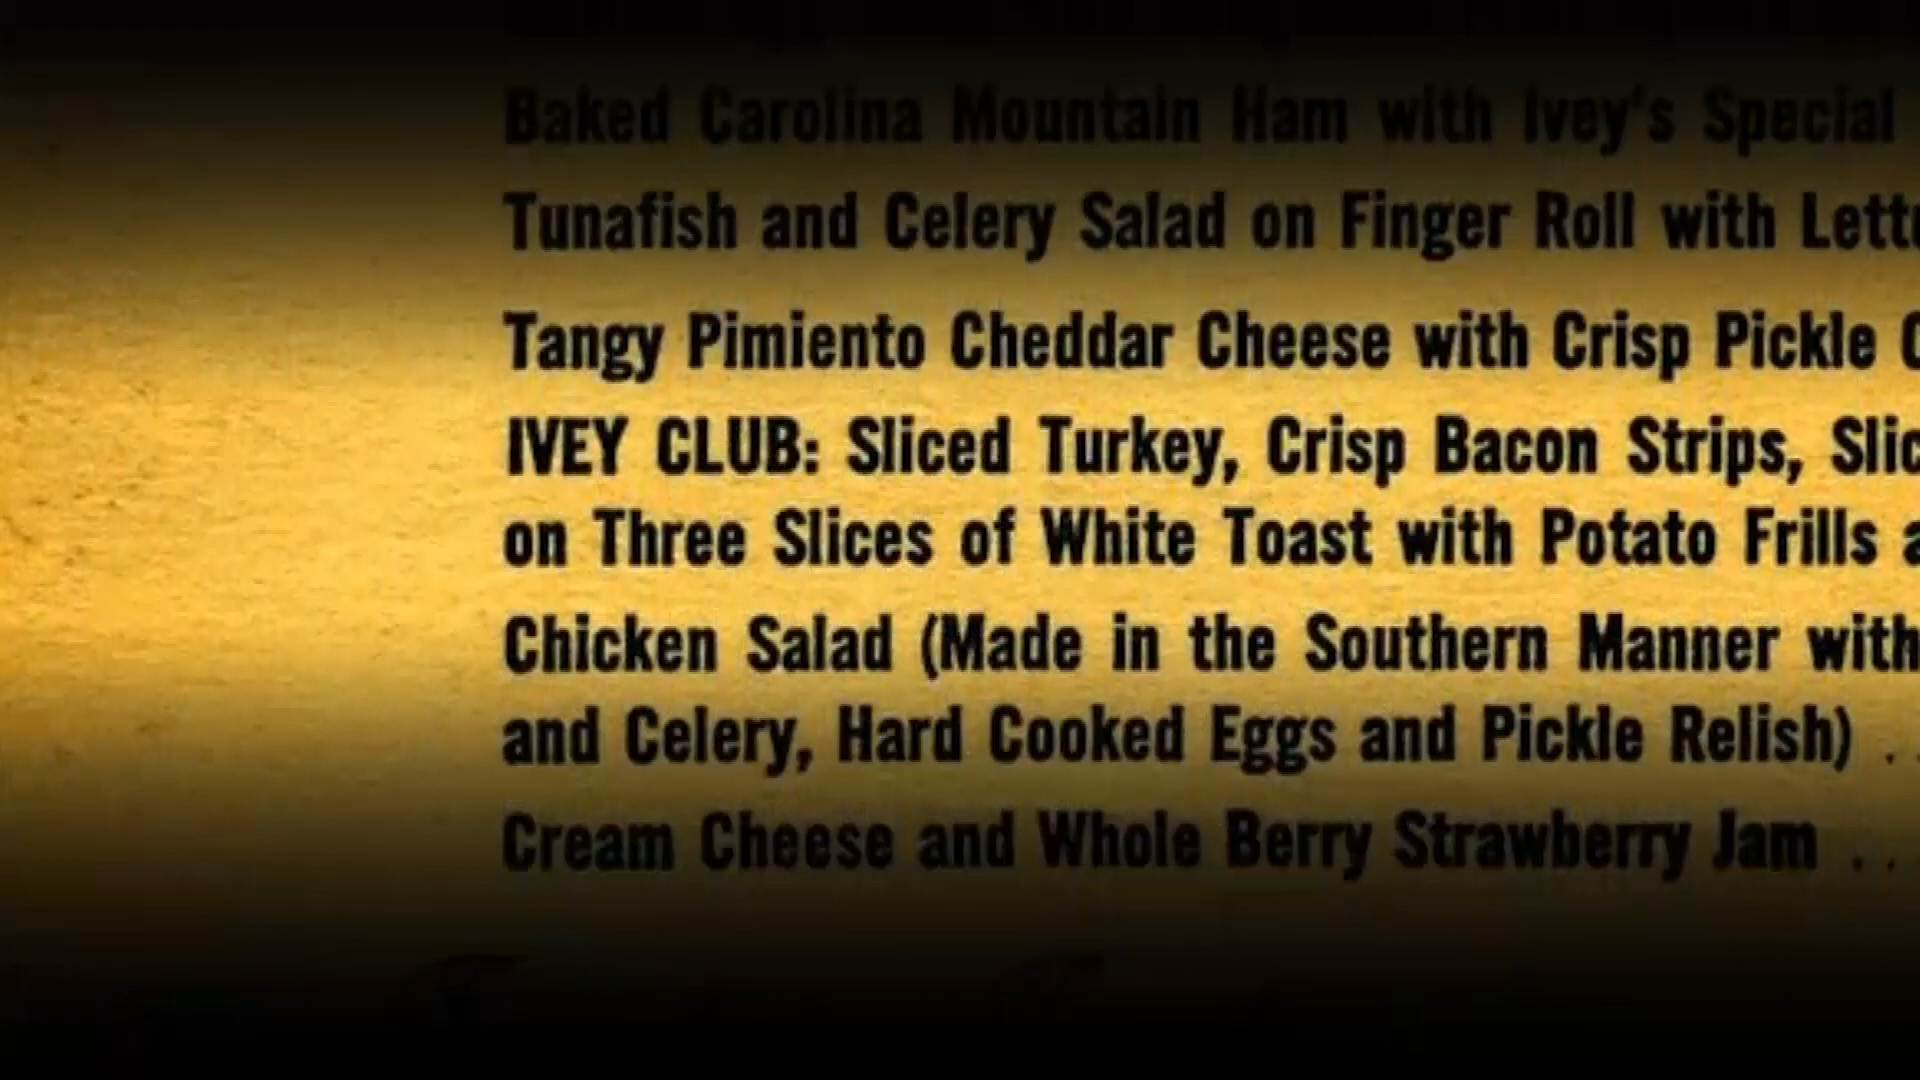 Baked Carolina Mountain Ham with Ivey's Special
Tunafish and Celery Salad on Finger Roll with
Tangy Pimiento Cheddar Cheese with Crisp Pickle
IVEY CLUB: Sliced Turkey, Crisp Bacon Strips,
on Three Slices of White Toast with Potato Frills
Chicken Salad (Made in the Southern Manner with
and Celery, Hard Cooked Eggs and Pickle Relish) . .
Cream Cheese and Whole Berry Strawberry Jam . . .